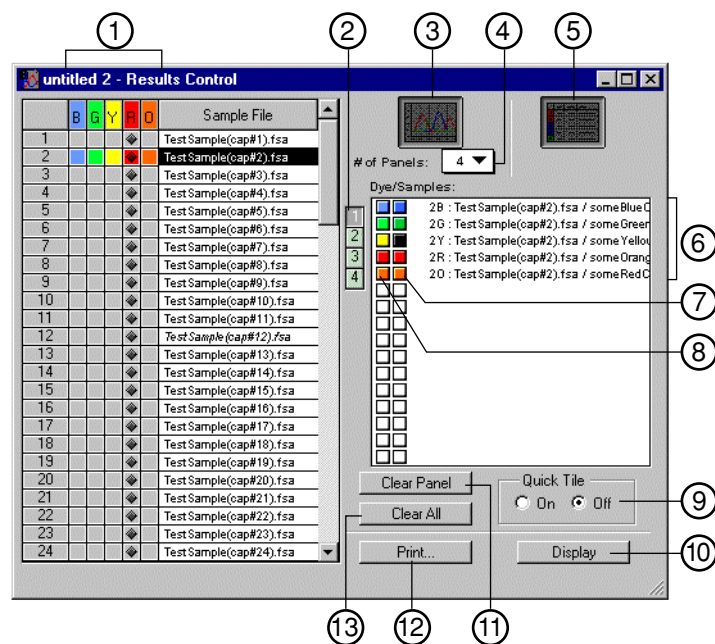 1
2
3
4
5
untitled 2 - Results Control
B G Y R O Sample File
1 TestSample(cap#1).fsa
2 TestSample(cap#2).fsa
3 TestSample(cap#3).fsa
4 TestSample(cap#4).fsa
5 TestSample(cap#5).fsa
6 TestSample(cap#6).fsa
7 TestSample(cap#7).fsa
8 TestSample(cap#8).fsa
9 TestSample(cap#9).fsa
10 TestSample(cap#10).fsa
11 TestSample(cap#11).fsa
12 TestSample(cap#12).fsa
13 TestSample(cap#13).fsa
14 TestSample(cap#14).fsa
15 TestSample(cap#15).fsa
16 TestSample(cap#16).fsa
17 TestSample(cap#17).fsa
18 TestSample(cap#18).fsa
19 TestSample(cap#19).fsa
20 TestSample(cap#20).fsa
21 TestSample(cap#21).fsa
22 TestSample(cap#22).fsa
23 TestSample(cap#23).fsa
24 TestSample(cap#24).fsa
# of Panels: 4
Dye/Samples:
1
2
3
4
2B : TestSample(cap#2).fsa / someBlueC
2G : TestSample(cap#2).fsa / someGreen
2Y : TestSample(cap#2).fsa / someYellov
2R : TestSample(cap#2).fsa / someOrang
2O : TestSample(cap#2).fsa / someRedC
6
7
8
Clear Panel
Clear All
Quick Tile
On Off
9
Print...
Display
10
13
12
11